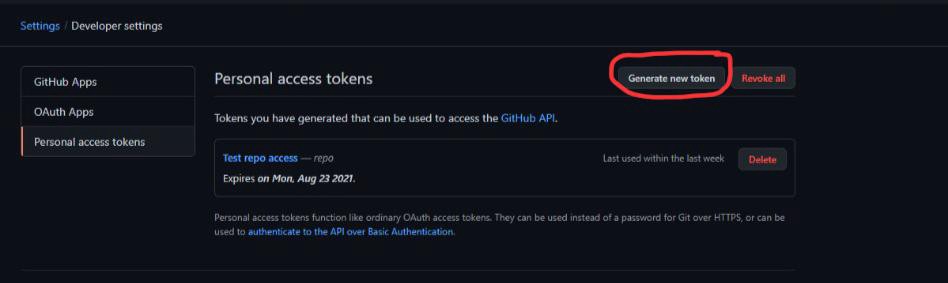 Settings / Developer settings
GitHub Apps
OAuth Apps
Personal access tokens
Personal access tokens
Generate new token
Revoke all
Tokens you have generated that can be used to access the GitHub API.
Test repo access — repo
Last used within the last week
Delete
Expires on Mon, Aug 23 2021.
Personal access tokens function like ordinary OAuth access tokens. They can be used instead of a password for Git over HTTPS, or can be
used to authenticate to the API over Basic Authentication.